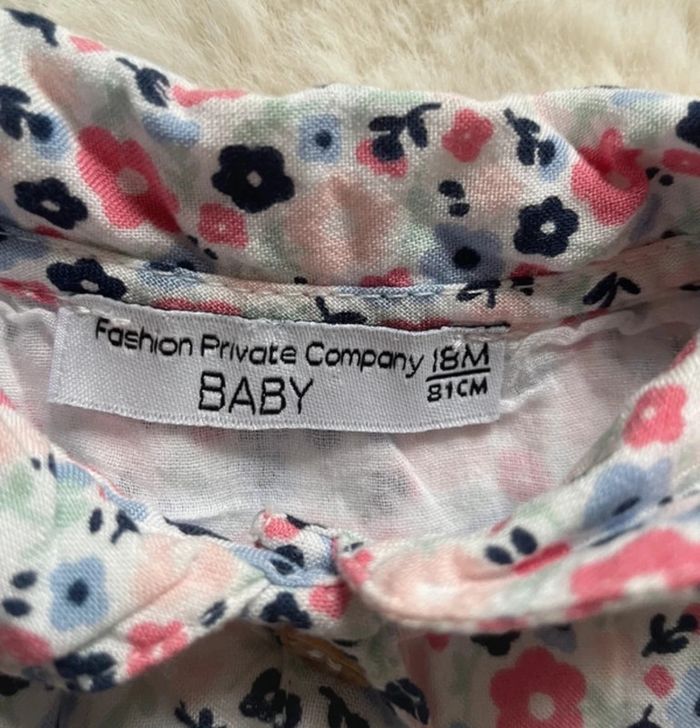 Fashion Private Company 18M
BABY 81CM